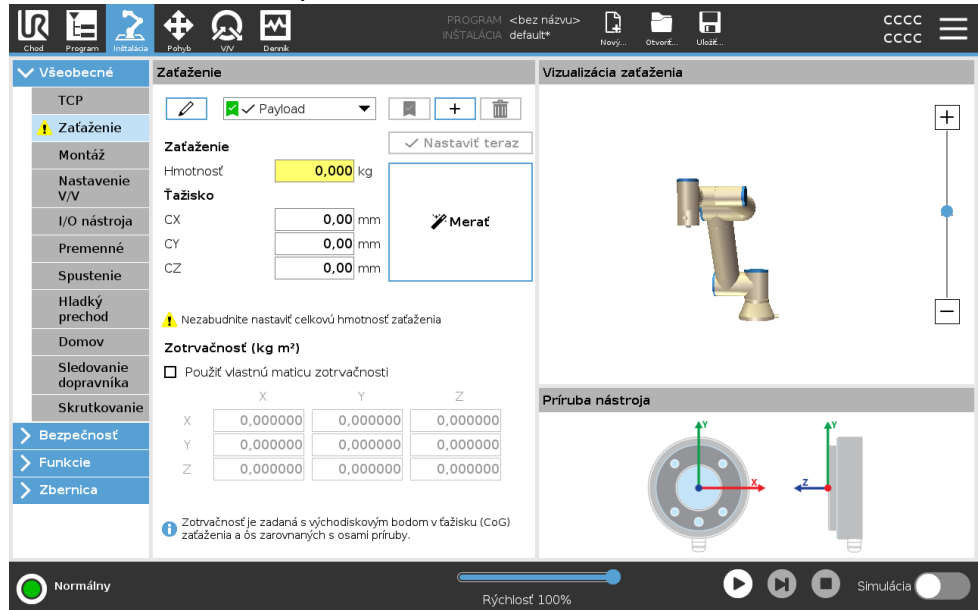 PROGRAM <bez názvu>
INŠTALÁCIA default*
CCCC
CCCC
Chod Program Inštalácia Pohyb V/V Denník Nový... Otvoriť... Uložiť...
Všeobecné
TCP
Zaťaženie
Montáž
Nastavenie
V/V
I/O nástroja
Premenné
Spustenie
Hladký
prechod
Domov
Sledovanie
dopravníka
Skrutkovanie
Bezpečnosť
Funkcie
Zbernica
Zaťaženie
Payload
Nastaviť teraz
Zaťaženie
Hmotnosť 0,000 kg
Ťažisko
CX 0,00 mm
CY 0,00 mm
CZ 0,00 mm
Merať
Nezabudnite nastaviť celkovú hmotnosť zaťaženia
Zotrvačnosť (kg m²)
Použiť vlastnú maticu zotrvačnosti
X Y Z
X 0,000000 0,000000 0,000000
Y 0,000000 0,000000 0,000000
Z 0,000000 0,000000 0,000000
Zotrvačnosť je zadaná s východiskovým bodom v ťažisku (CoG)
zaťaženia a ôs zarovnaných s osami príruby.
Vizualizácia zaťaženia
Príruba nástroja
Y Y
X Z
Normálny
Rýchlosť 100%
Simulácia